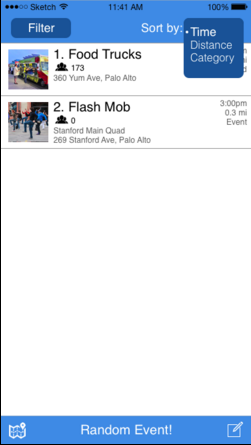 Sketch 11:41 AM 100%
Filter Sort by: • Time
Distance
Category
1. Food Trucks
173
360 Yum Ave, Palo Alto
2. Flash Mob 3:00pm
0 0.3 mi
Stanford Main Quad Event
269 Stanford Ave, Palo Alto
Random Event!